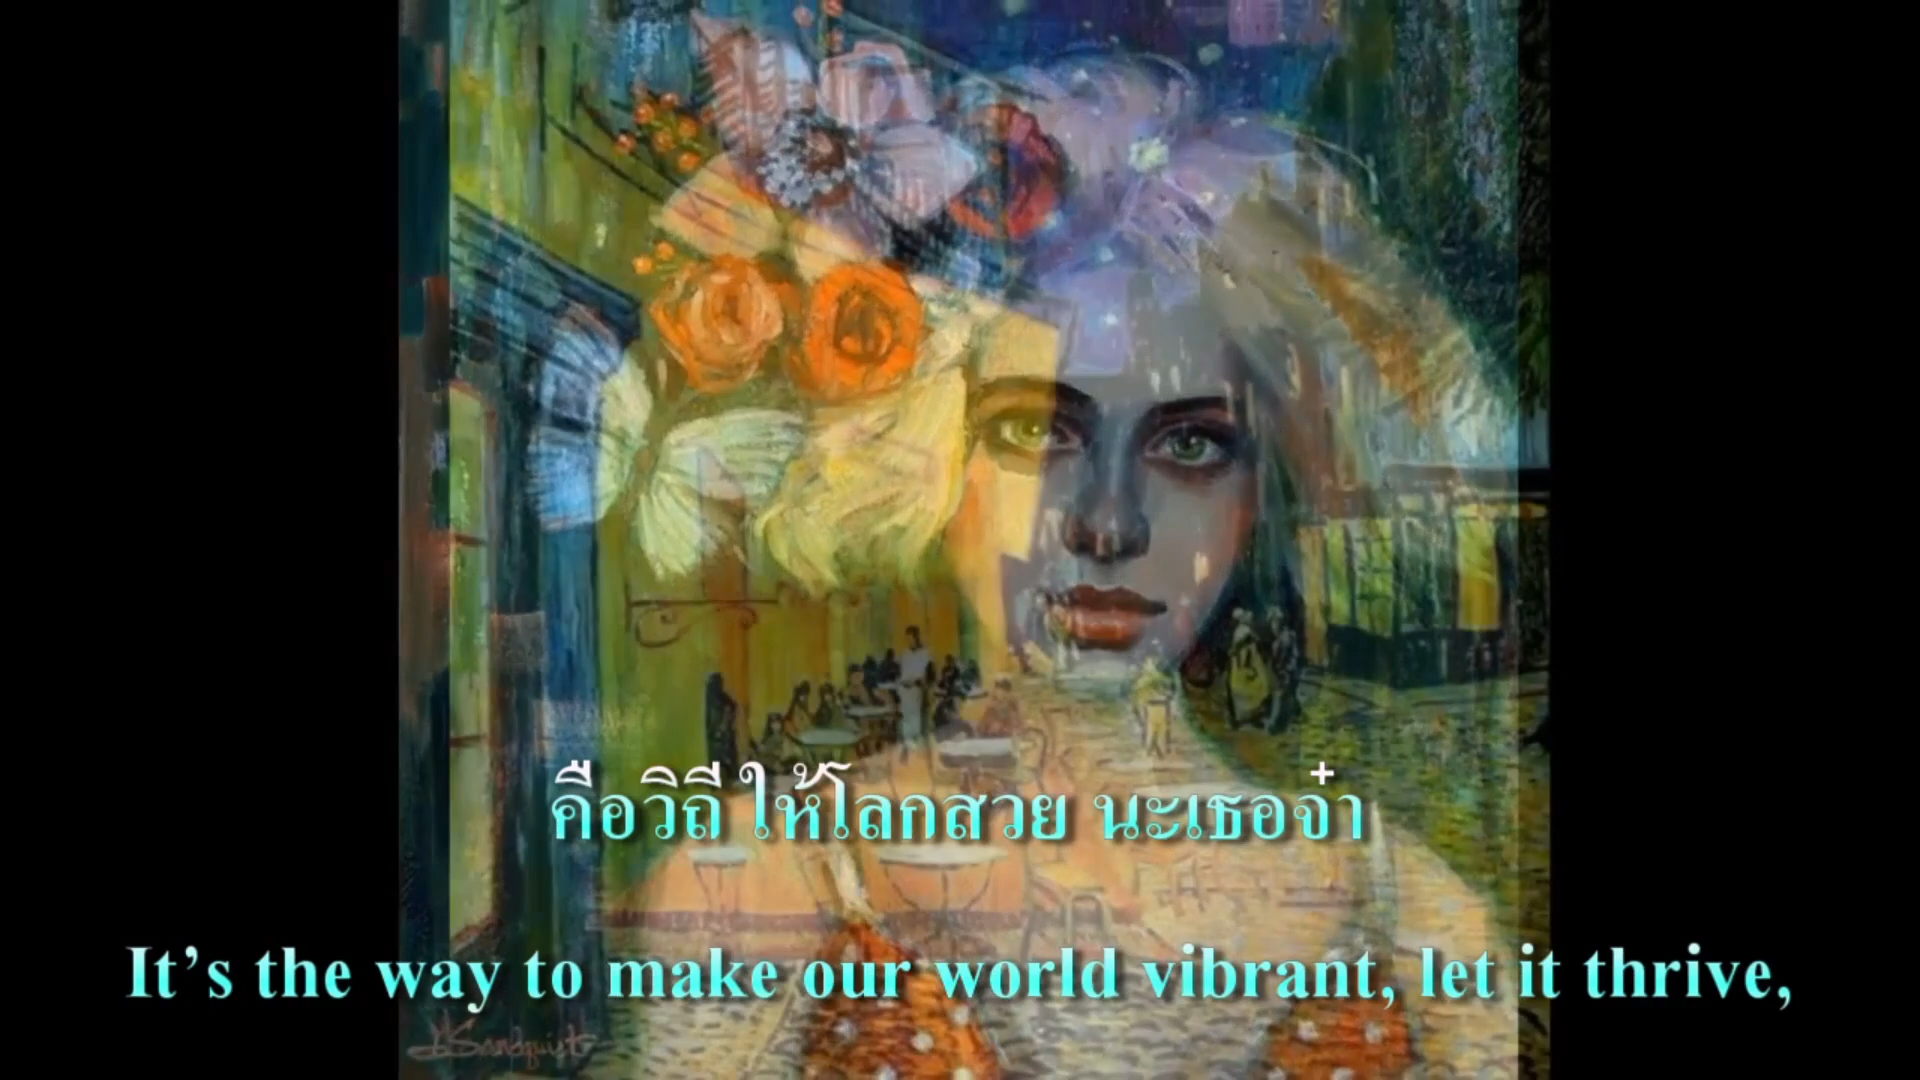 คือวิถี ให้โลกสวย นะเธอจ๋า
It’s the way to make our world vibrant, let it thrive,
Sandquist